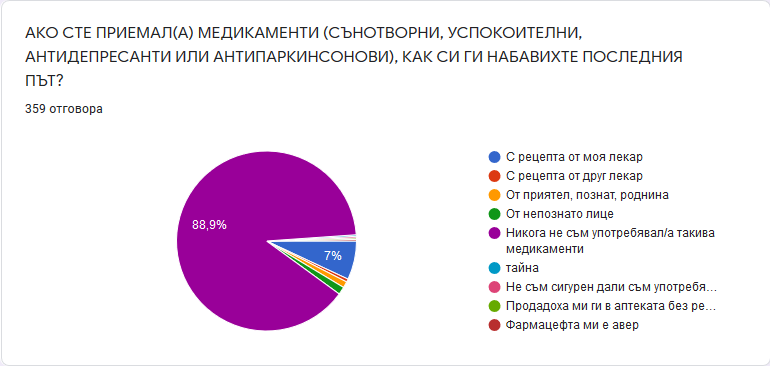 АКО СТЕ ПРИЕМАЛ(А) МЕДИКАМЕНТИ (СЪНОТВОРНИ, УСПОКОИТЕЛНИ,
АНТИДЕПРЕСАНТИ ИЛИ АНТИПАРКИНСОНОВИ), КАК СИ ГИ НАБАВИХТЕ ПОСЛЕДНИЯ
ПЪТ?
359 отговора
88,9%
7%
С рецепта от моя лекар
С рецепта от друг лекар
От приятел, познат, роднина
От непознато лице
Никога не съм употребявал/а такива
медикаменти
тайна
Не съм сигурен дали съм употребя…
Продадоха ми ги в аптеката без ре…
Фармацефта ми е авер